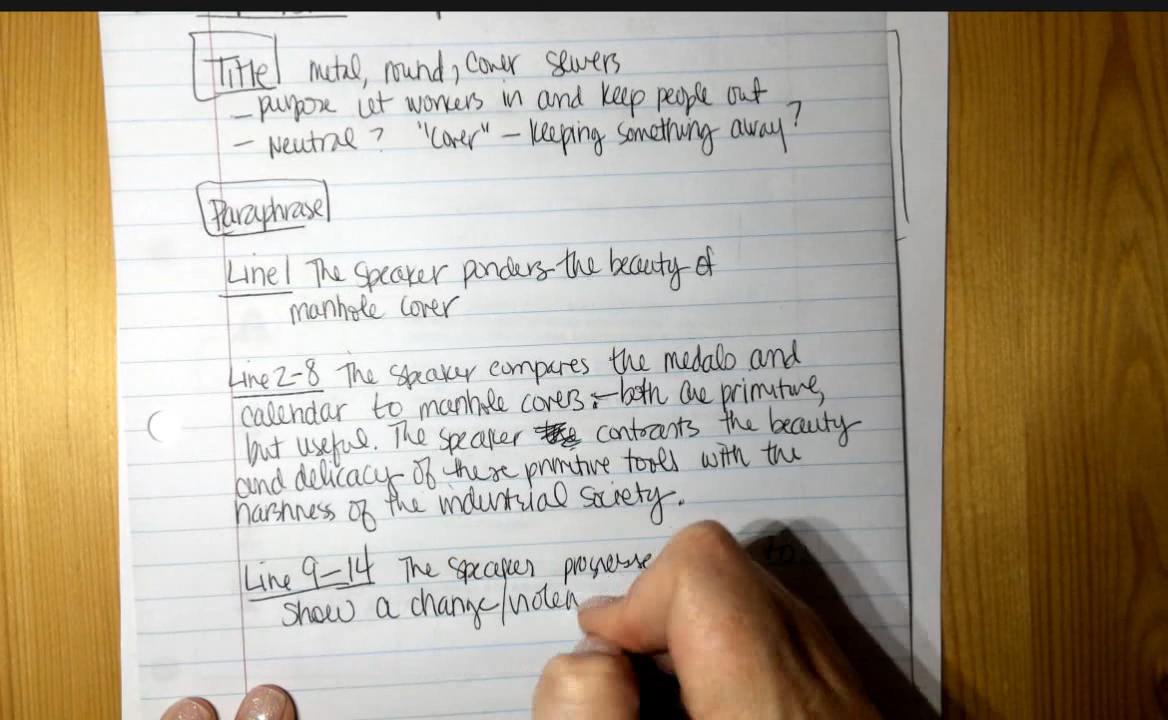 Title metal, round, cover sewers
- purpose let workers in and keep people out
- Neutral? "Cover" - keeping something away?
Paraphrase
Line 1 The speaker ponders the beauty of
manhole cover
Line 2-8 The speaker compares the medals and
calendar to manhole covers - both are primitive,
but useful. The speaker contrasts the beauty
and delicacy of these primitive tools with the
harshness of the industrial society.
Line 9-14 The speaker progresse to
show a change/violen